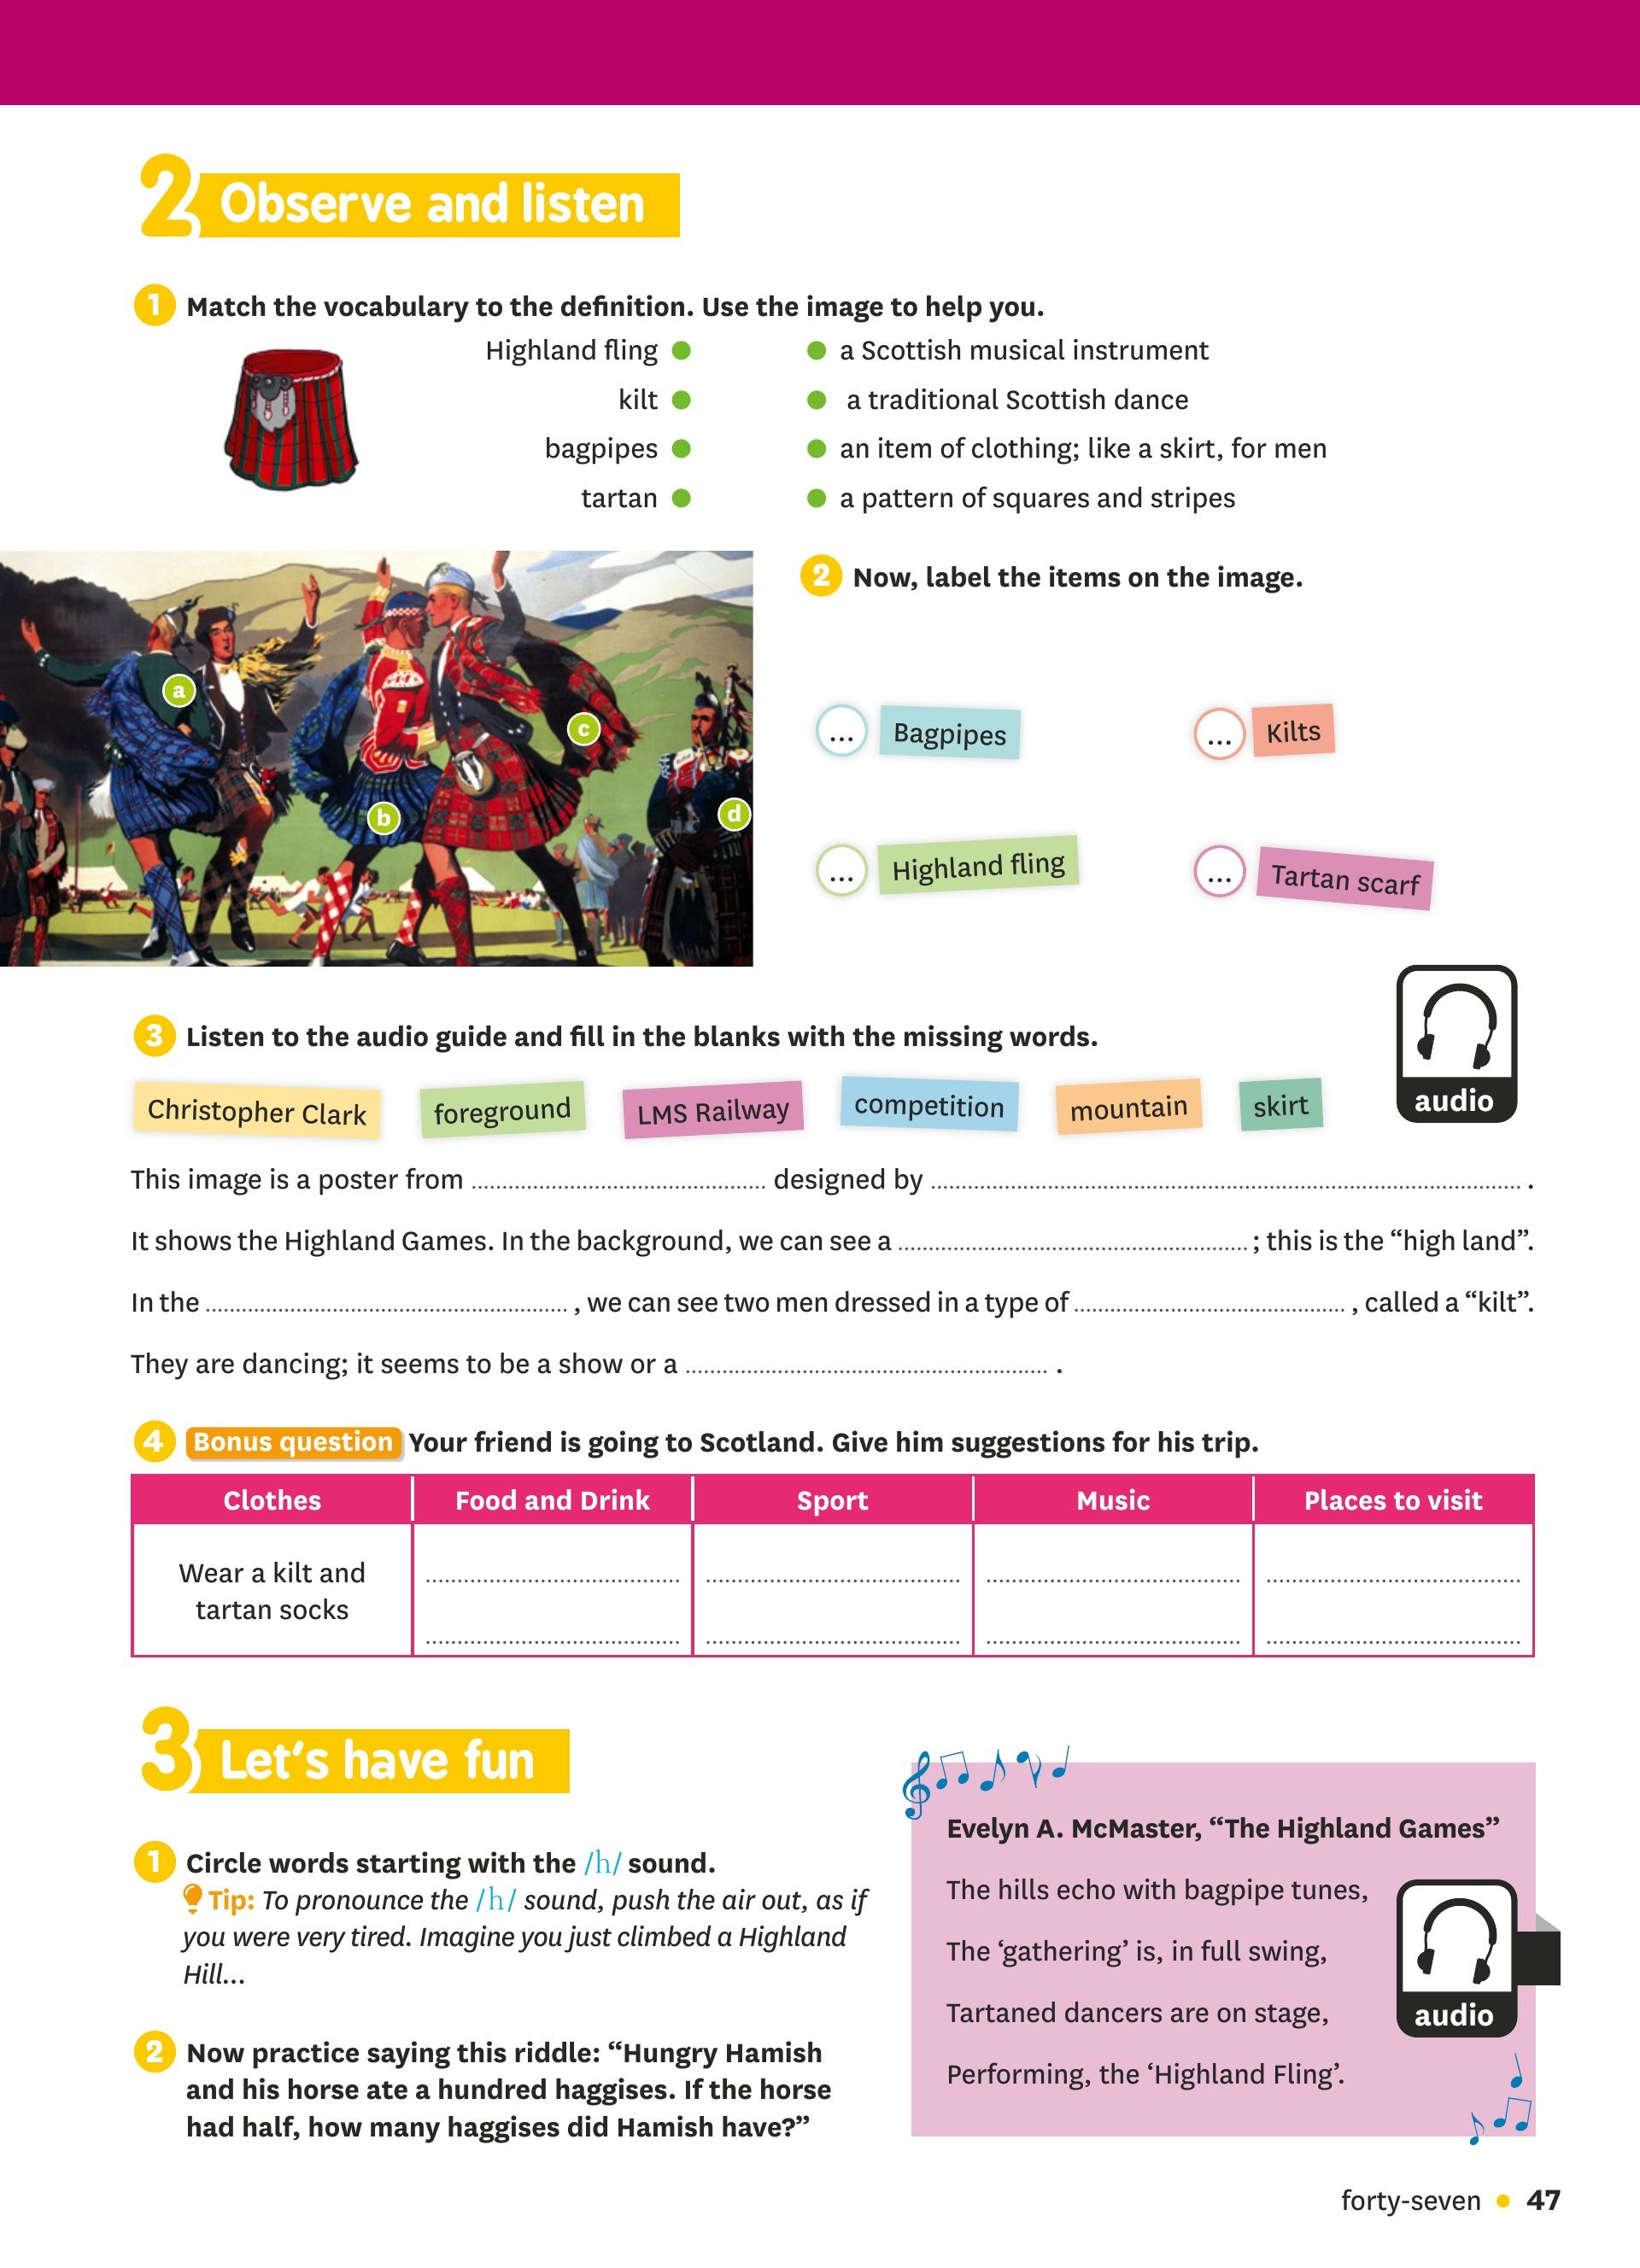 2 Observe and listen
1 Match the vocabulary to the definition. Use the image to help you.
Highland fling
kilt
bagpipes
tartan
a Scottish musical instrument
a traditional Scottish dance
an item of clothing; like a skirt, for men
a pattern of squares and stripes
a
b
c
d
2 Now, label the items on the image.
... Bagpipes
... Kilts
... Highland fling
... Tartan scarf
3 Listen to the audio guide and fill in the blanks with the missing words.
audio
Christopher Clark
foreground
LMS Railway
competition
mountain
skirt
This image is a poster from .......... designed by .......... .
It shows the Highland Games. In the background, we can see a .......... ; this is the “high land”.
In the .......... , we can see two men dressed in a type of .......... , called a “kilt”.
They are dancing; it seems to be a show or a .......... .
4 Bonus question Your friend is going to Scotland. Give him suggestions for his trip.
Clothes Food and Drink Sport Music Places to visit
Wear a kilt and
tartan socks
3 Let's have fun
1 Circle words starting with the /h/ sound.
Tip: To pronounce the /h/ sound, push the air out, as if
you were very tired. Imagine you just climbed a Highland
Hill...
2 Now practice saying this riddle: “Hungry Hamish
and his horse ate a hundred haggises. If the horse
had half, how many haggises did Hamish have?”
Evelyn A. McMaster, “The Highland Games”
The hills echo with bagpipe tunes,
The ‘gathering’ is, in full swing,
Tartaned dancers are on stage,
Performing, the ‘Highland Fling’.
audio
forty-seven • 47